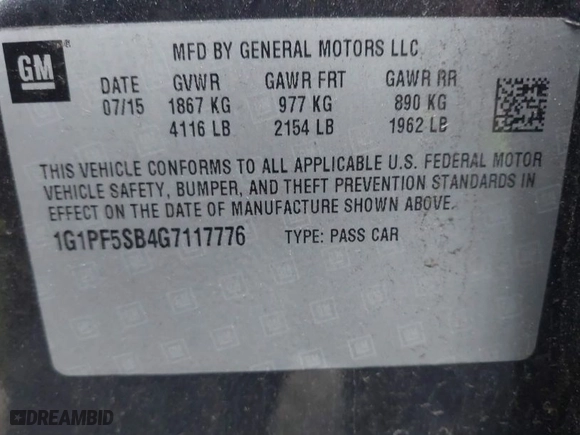 GM
MFD BY GENERAL MOTORS LLC
DATE GVWR GAWR FRT GAWR RR
07/15 1867 KG 977 KG 890 KG
4116 LB 2154 LB 1962 LB
THIS VEHICLE CONFORMS TO ALL APPLICABLE U.S. FEDERAL MOTOR
VEHICLE SAFETY, BUMPER, AND THEFT PREVENTION STANDARDS IN
EFFECT ON THE DATE OF MANUFACTURE SHOWN ABOVE.
1G1PF5SB4G7117776 TYPE: PASS CAR
DREAMBID